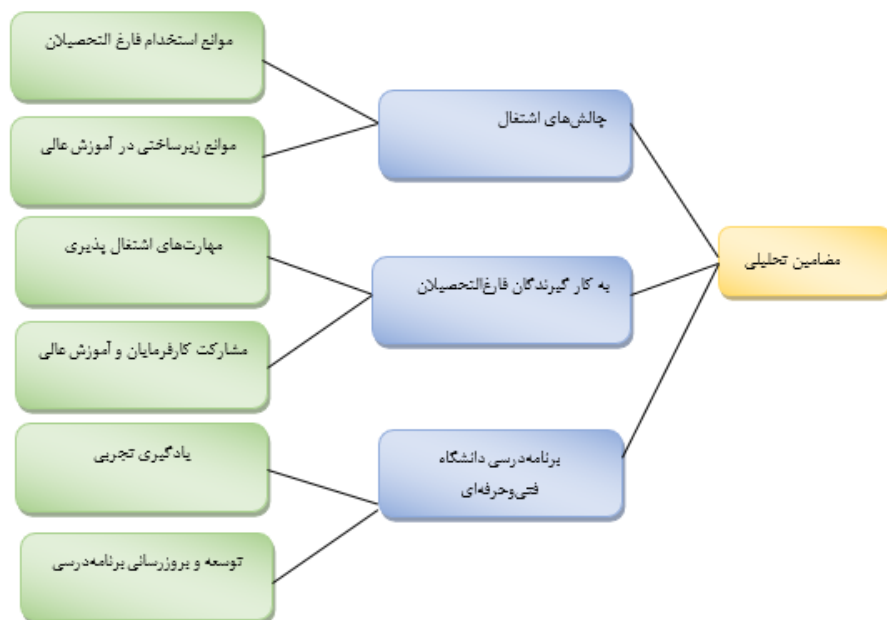 مضامین تحلیلی
چالش‌های اشتغال
موانع استخدام فارغ التحصیلان
موانع زیرساختی در آموزش عالی
به کار گیرندگان فارغ‌التحصیلان
مهارت‌های اشتغال پذیری
مشارکت کارفرمایان و آموزش عالی
برنامه‌درسی دانشگاه
فنی‌وحرفه‌ای
یادگیری تجربی
توسعه و بروزرسانی برنامه‌درسی